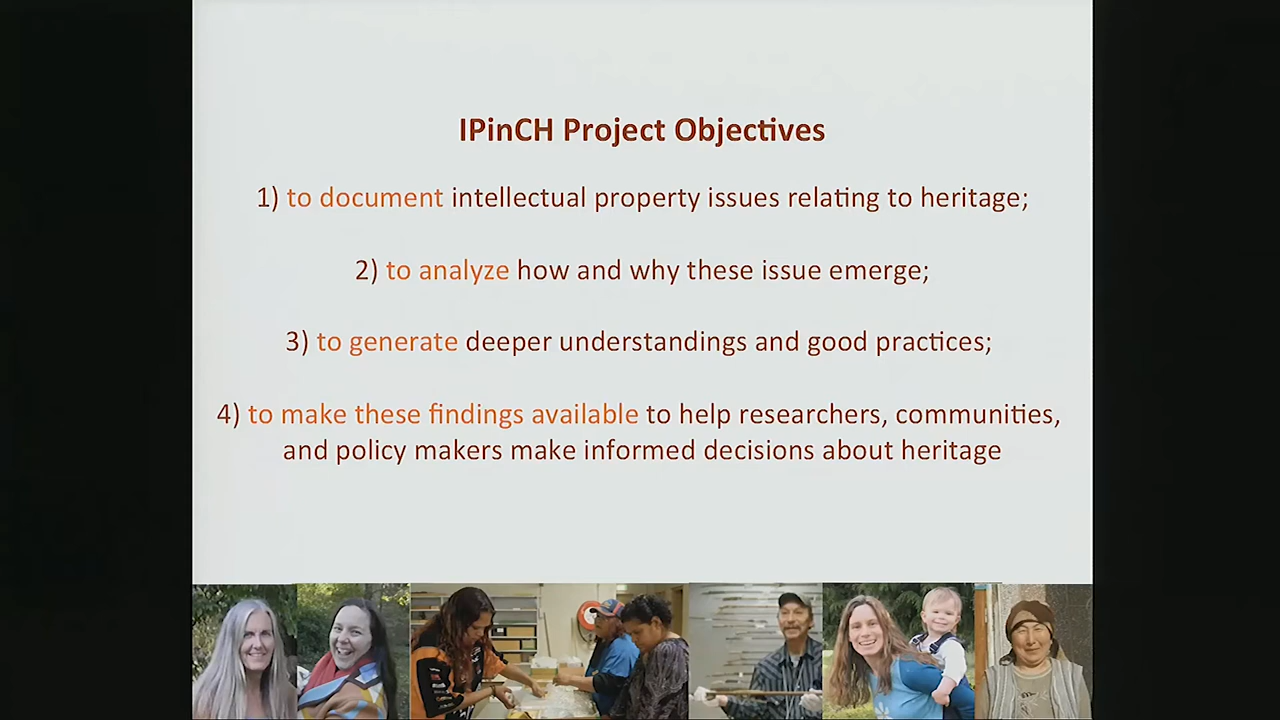 IPinCH Project Objectives
1) to document intellectual property issues relating to heritage;
2) to analyze how and why these issue emerge;
3) to generate deeper understandings and good practices;
4) to make these findings available to help researchers, communities,
and policy makers make informed decisions about heritage